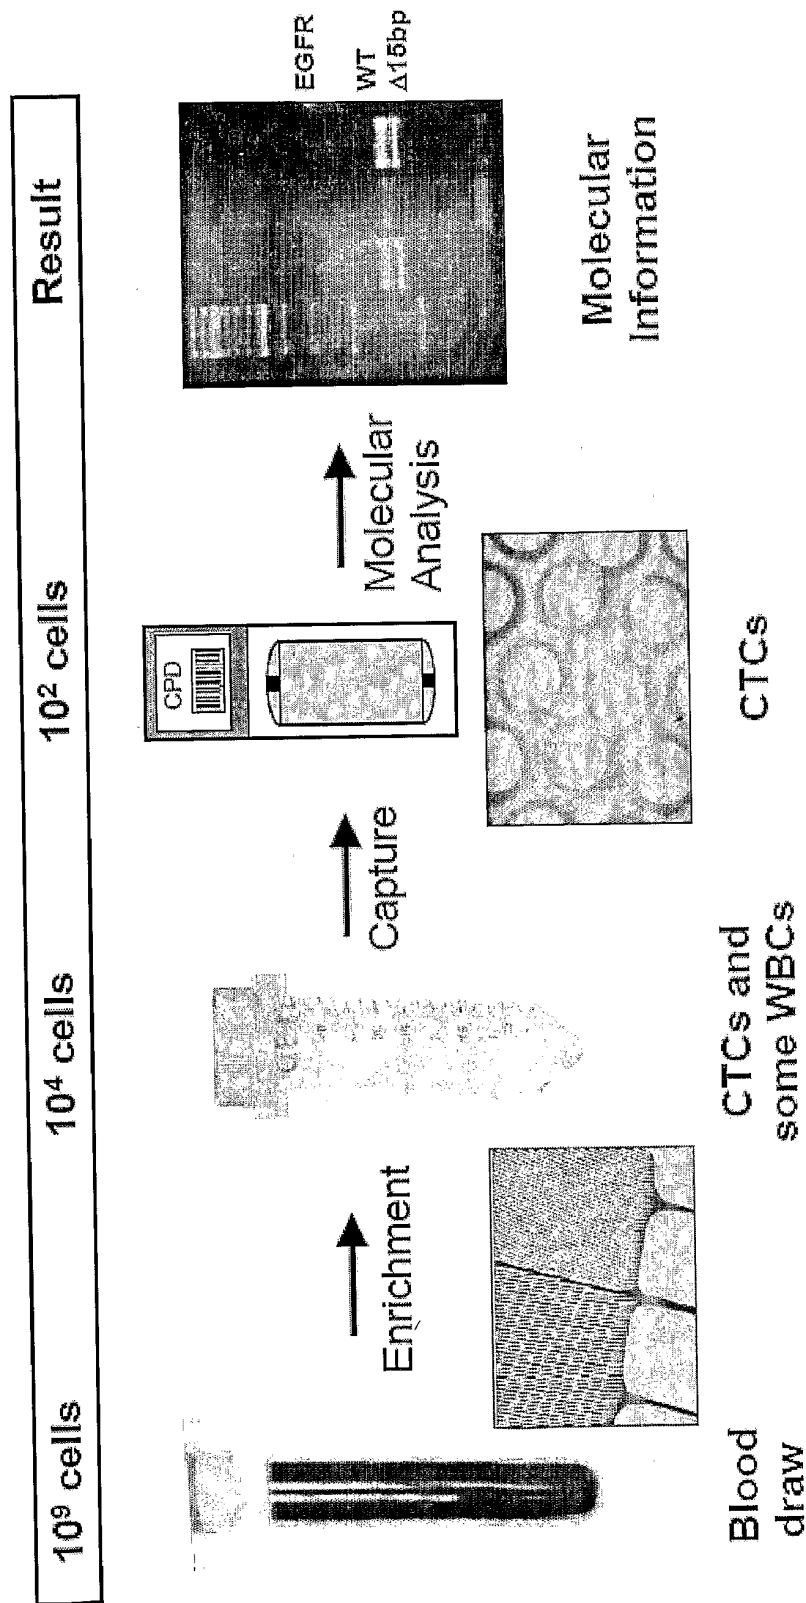 10⁹ cells 10⁴ cells 10² cells Result
CPD
EGFR
WT
Δ15bp
Enrichment
Capture
Molecular
Analysis
Blood
draw
CTCs and
some WBCs
CTCs
Molecular
Information